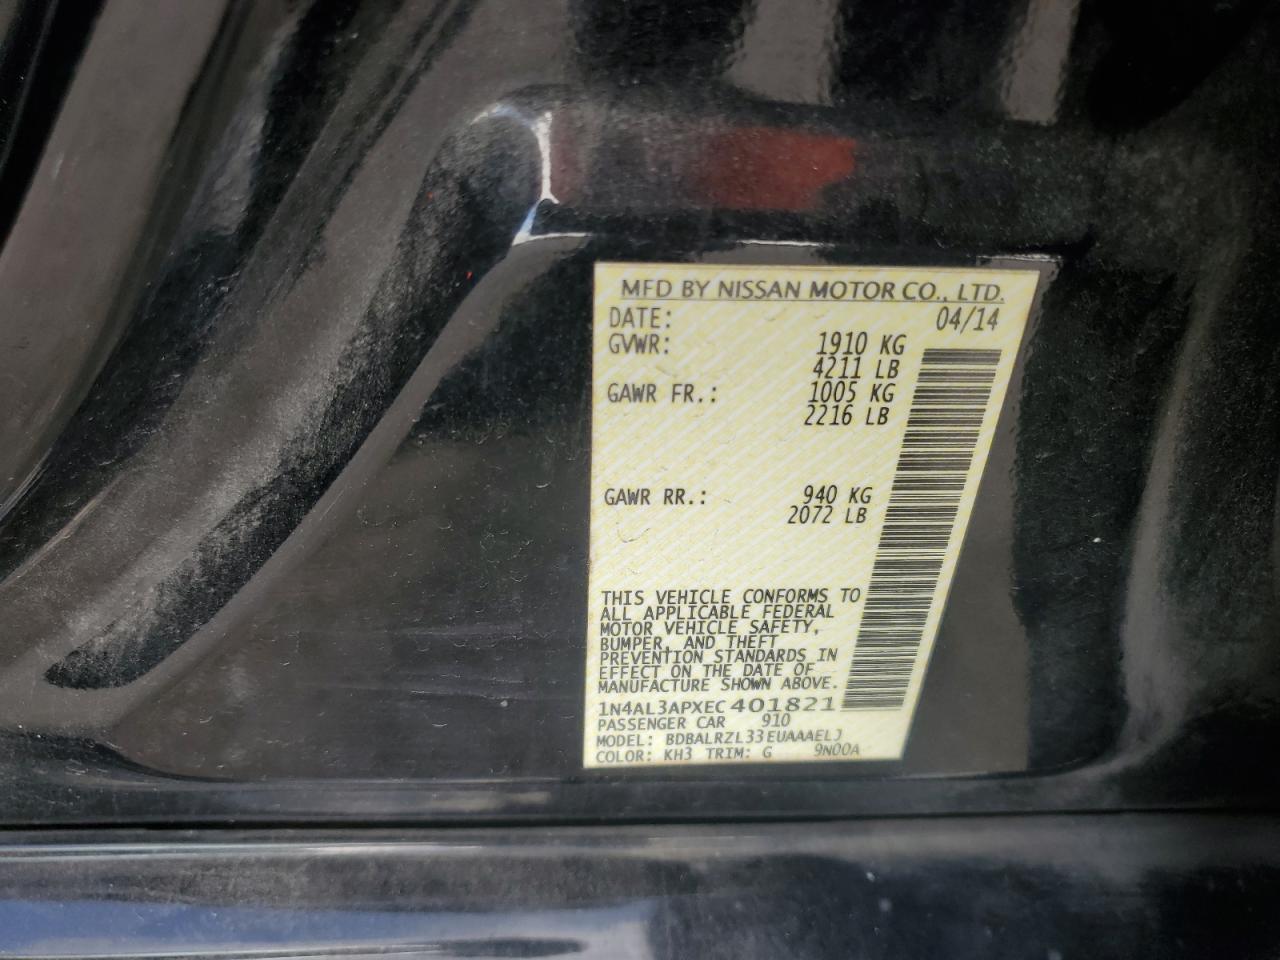 MFD BY NISSAN MOTOR CO., LTD.
DATE: 04/14
GVWR: 1910 KG
4211 LB
GAWR FR.: 1005 KG
2216 LB
GAWR RR.: 940 KG
2072 LB
THIS VEHICLE CONFORMS TO
ALL APPLICABLE FEDERAL
MOTOR VEHICLE SAFETY,
BUMPER, AND THEFT
PREVENTION STANDARDS IN
EFFECT ON THE DATE OF
MANUFACTURE SHOWN ABOVE.
1N4AL3APXEC401821
PASSENGER CAR 910
MODEL: BDBALRZL33EUAAAELJ
COLOR: KH3 TRIM: G 9N00A